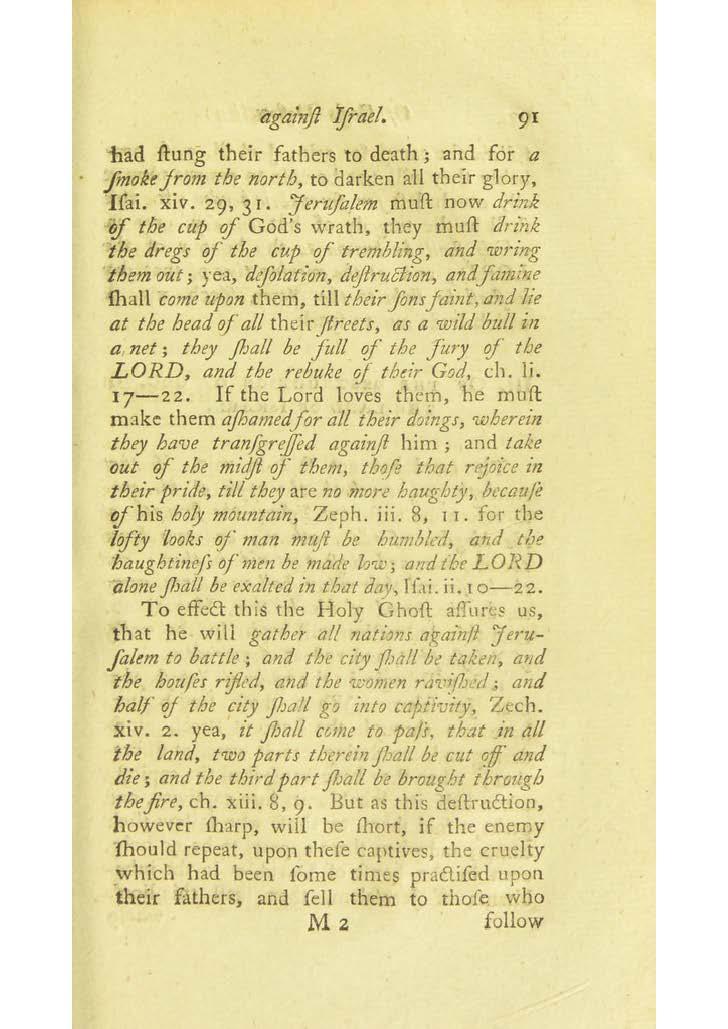 againſt Iſrael. 91
had ſtung their fathers to death; and for a
ſmoke from the north, to darken all their glory,
Iſai. xiv. 29, 31. Jeruſalem muſt now drink
of the cup of God's wrath, they muſt drink
the dregs of the cup of trembling, and wring
them out; yea, deſolation, deſtruction, and famine
ſhall come upon them, till their ſons faint, and lie
at the head of all their ſtreets, as a wild bull in
a net; they ſhall be full of the fury of the
LORD, and the rebuke of their God, ch. li.
17—22. If the Lord loves them, he muſt
make them aſhamed for all their doings, wherein
they have tranſgreſſed againſt him; and take
out of the midſt of them, thoſe that rejoice in
their pride, till they are no more haughty, becauſe
of his holy mountain, Zeph. iii. 8, 11. for the
lofty looks of man muſt be humbled, and the
haughtineſs of men be made low; and the LORD
alone ſhall be exalted in that day, Iſai. ii. 10—22.
To effect this the Holy Ghoſt aſſures us,
that he will gather all nations againſt Jeru-
ſalem to battle; and the city ſhall be taken, and
the houſes rifled, and the women raviſhed; and
half of the city ſhall go into captivity, Zech.
xiv. 2. yea, it ſhall come to paſs, that in all
the land, two parts therein ſhall be cut off and
die; and the third part ſhall be brought through
the fire, ch. xiii. 8, 9. But as this deſtruction,
however ſharp, will be ſhort, if the enemy
ſhould repeat, upon theſe captives, the cruelty
which had been ſome times practiſed upon
their fathers, and ſell them to thoſe who
M 2 follow